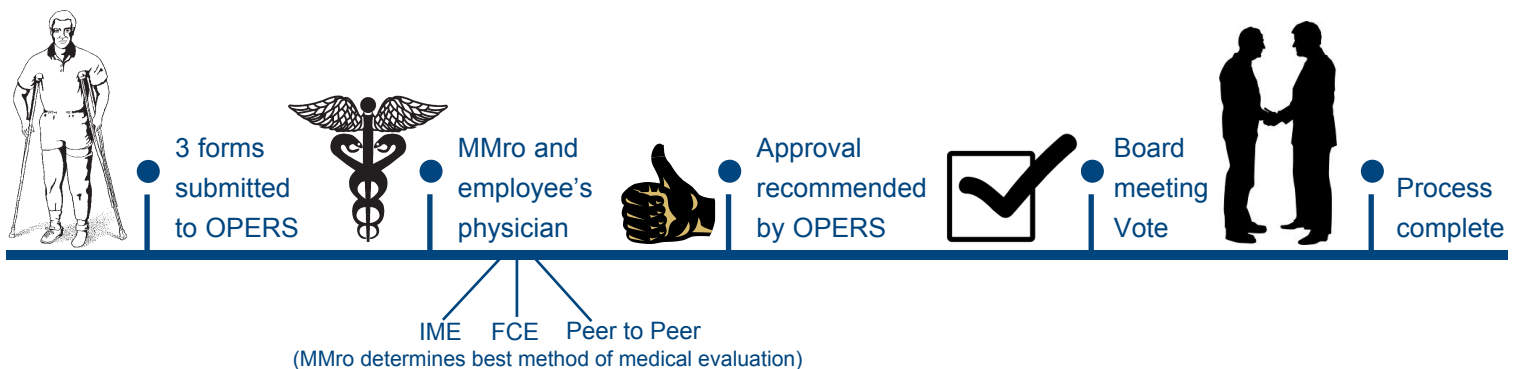 3 forms
submitted
to OPERS
MMro and
employee's
physician
Approval
recommended
by OPERS
Board
meeting
Vote
Process
complete
IME FCE Peer to Peer
(MMro determines best method of medical evaluation)